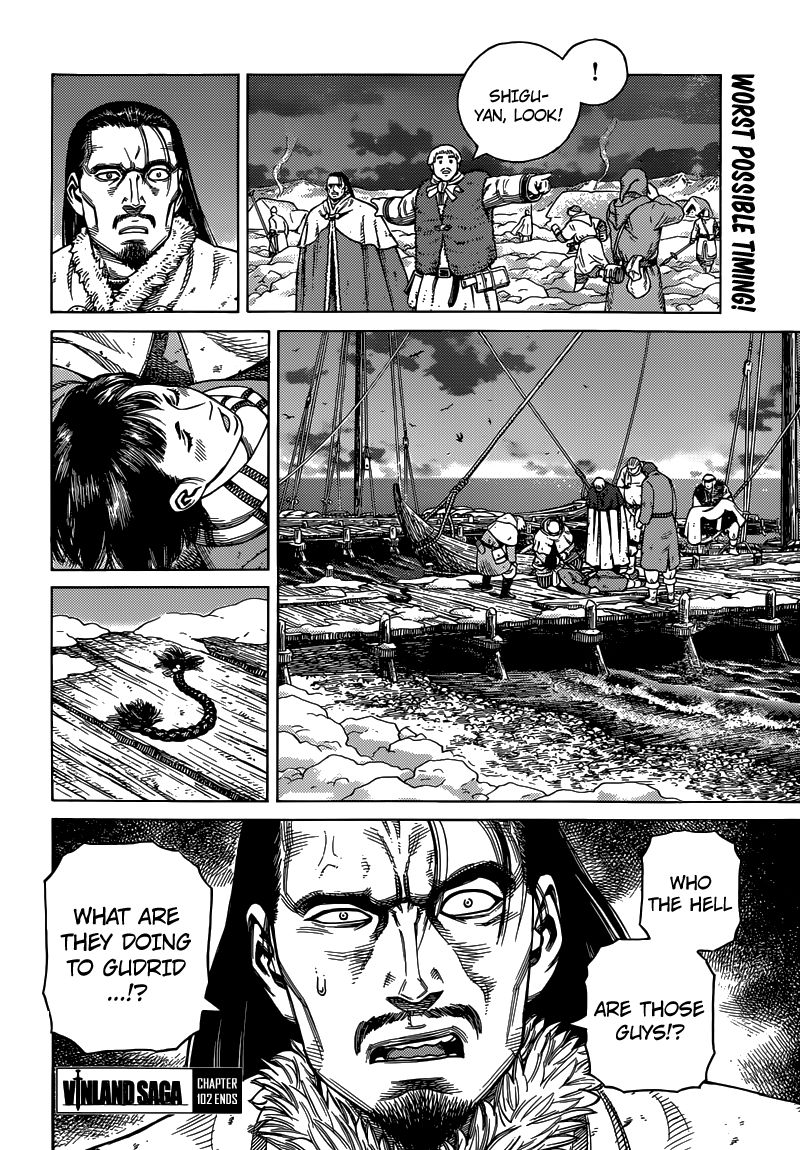 WORST POSSIBLE TIMING!
!
SHIGU-
YAN, LOOK!
WHO
THE HELL
ARE THOSE
GUYS!?
WHAT ARE
THEY DOING
TO GUDRID
...!?
VINLAND SAGA
CHAPTER
102 ENDS